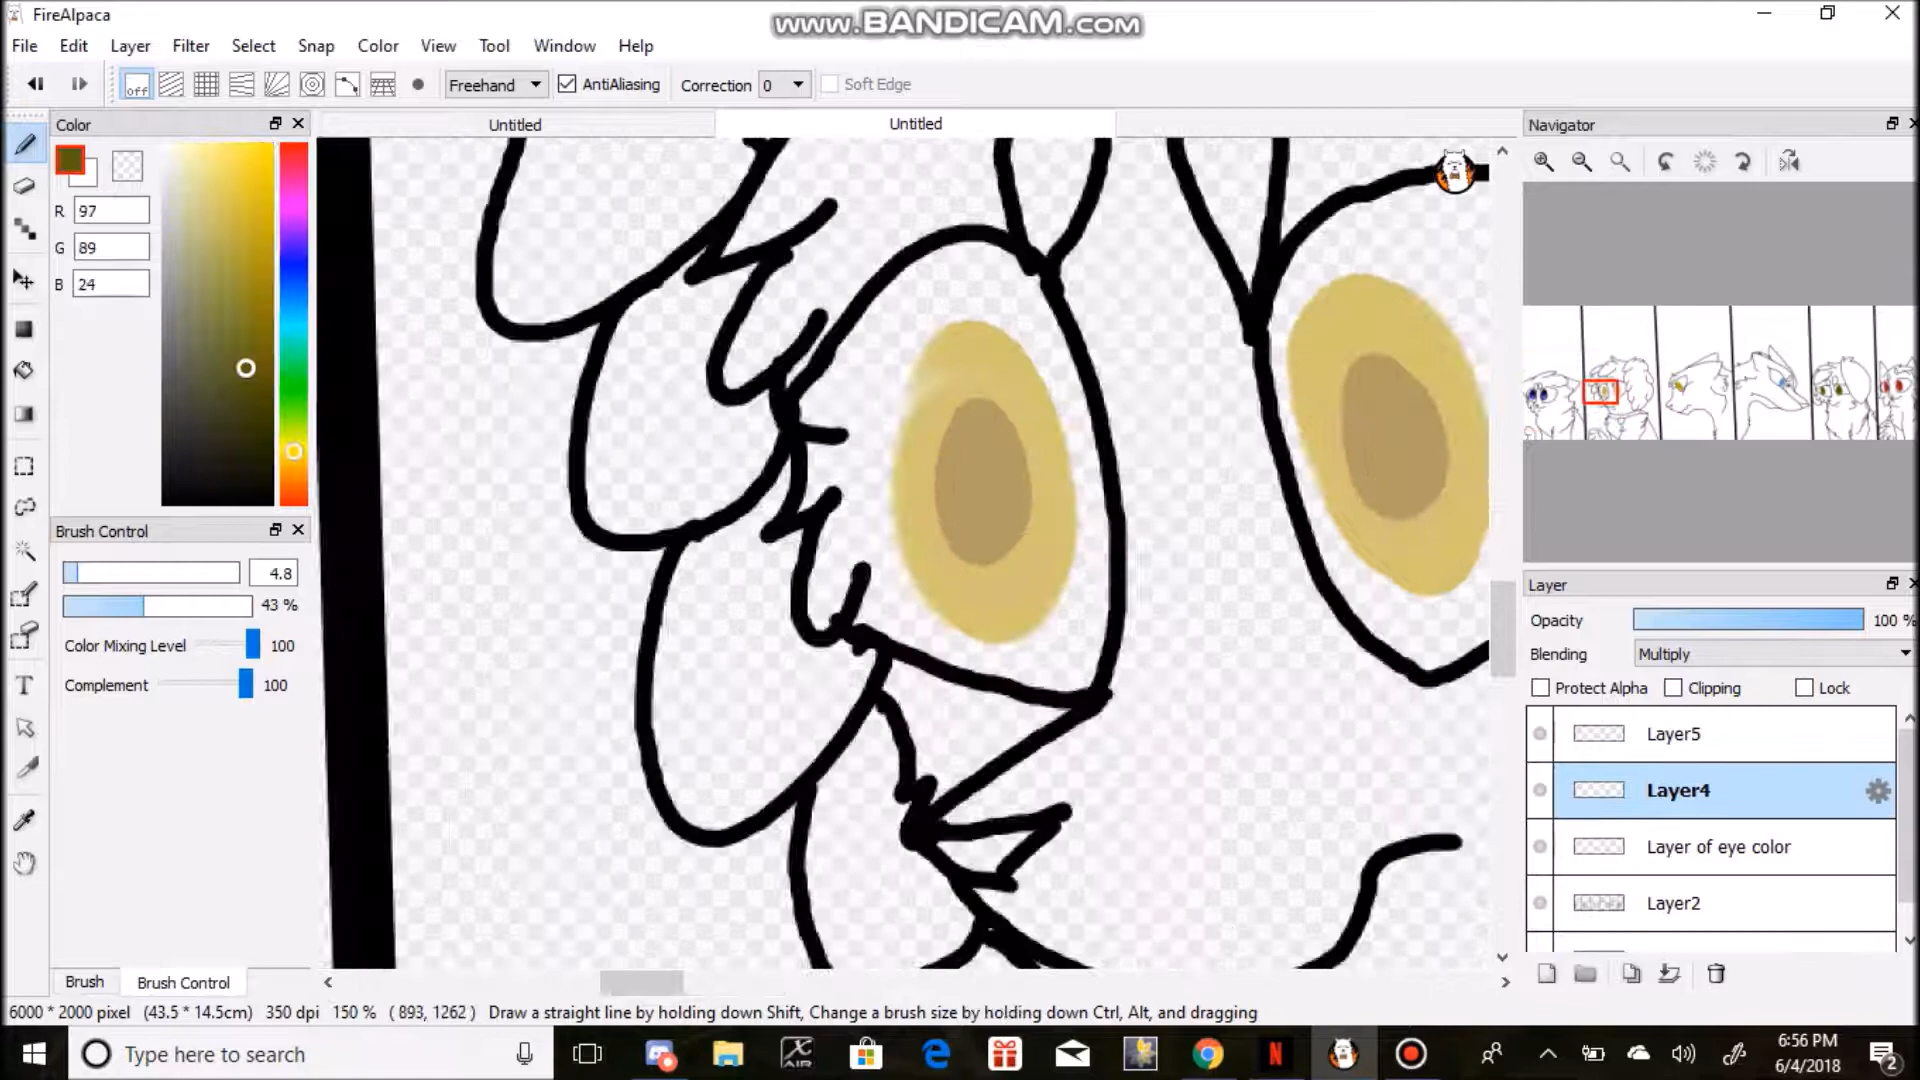 FireAlpaca
www.BANDICAM.com
File Edit Layer Filter Select Snap Color View Tool Window Help
off Freehand AntiAliasing Correction 0 Soft Edge
Color
Untitled Untitled
Navigator
R 97
G 89
B 24
Brush Control
4.8
43 %
Color Mixing Level 100
Complement 100
Layer
Opacity 100 %
Blending Multiply
Protect Alpha Clipping Lock
Layer5
Layer4
Layer of eye color
Layer2
Brush Brush Control
6000 * 2000 pixel (43.5 * 14.5cm) 350 dpi 150 % ( 893, 1262 ) Draw a straight line by holding down Shift, Change a brush size by holding down Ctrl, Alt, and dragging
Type here to search
X AIR
N
6:56 PM
6/4/2018
2